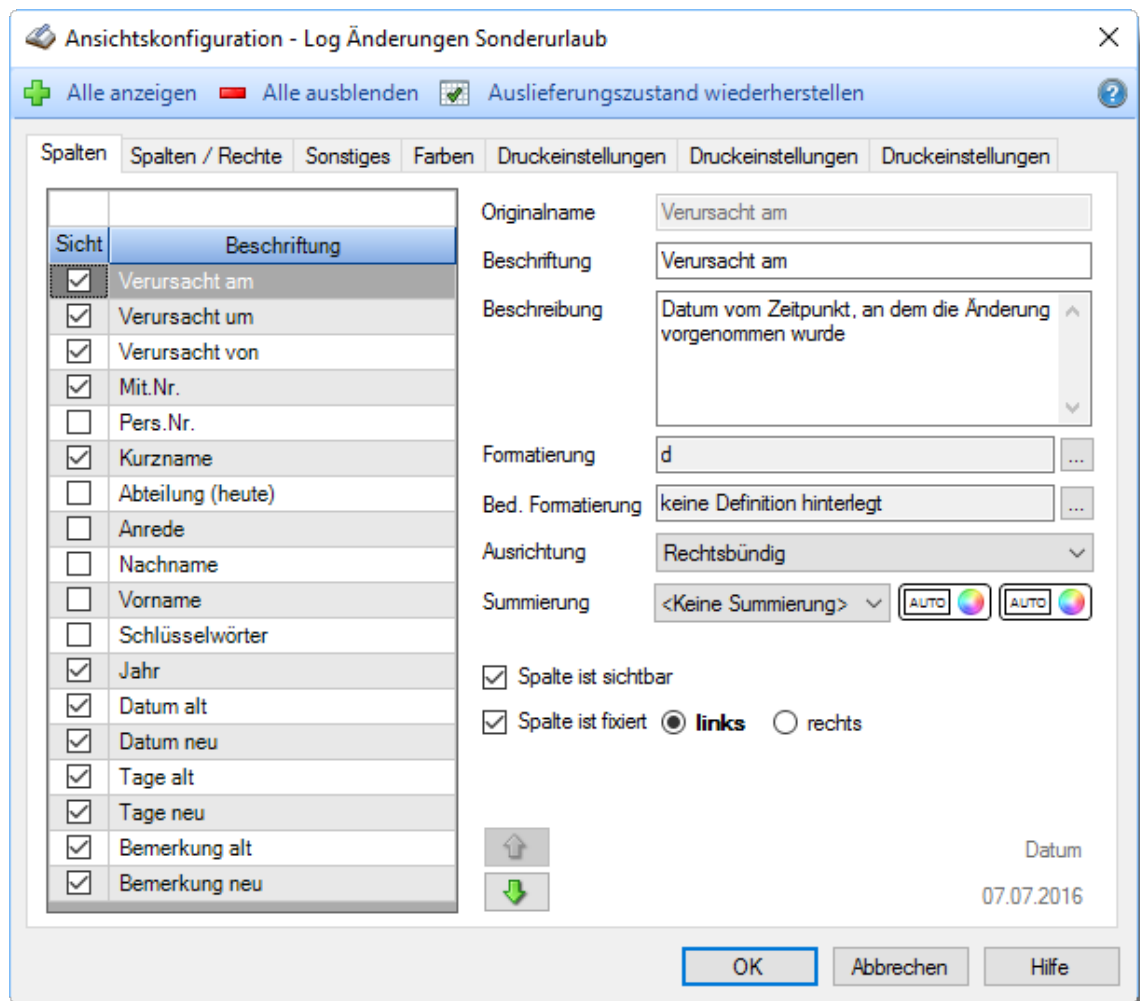 Ansichtskonfiguration - Log Änderungen Sonderurlaub
Alle anzeigen Alle ausblenden Auslieferungszustand wiederherstellen
Spalten Spalten / Rechte Sonstiges Farben Druckeinstellungen Druckeinstellungen Druckeinstellungen
Sicht Beschriftung
Verursacht am
Verursacht um
Verursacht von
Mit.Nr.
Pers.Nr.
Kurzname
Abteilung (heute)
Anrede
Nachname
Vorname
Schlüsselwörter
Jahr
Datum alt
Datum neu
Tage alt
Tage neu
Bemerkung alt
Bemerkung neu
Originalname Verursacht am
Beschriftung Verursacht am
Beschreibung Datum vom Zeitpunkt, an dem die Änderung
vorgenommen wurde
Formatierung d ...
Bed. Formatierung keine Definition hinterlegt ...
Ausrichtung Rechtsbündig
Summierung <Keine Summierung> AUTO AUTO
Spalte ist sichtbar
Spalte ist fixiert links rechts
Datum
07.07.2016
OK Abbrechen Hilfe